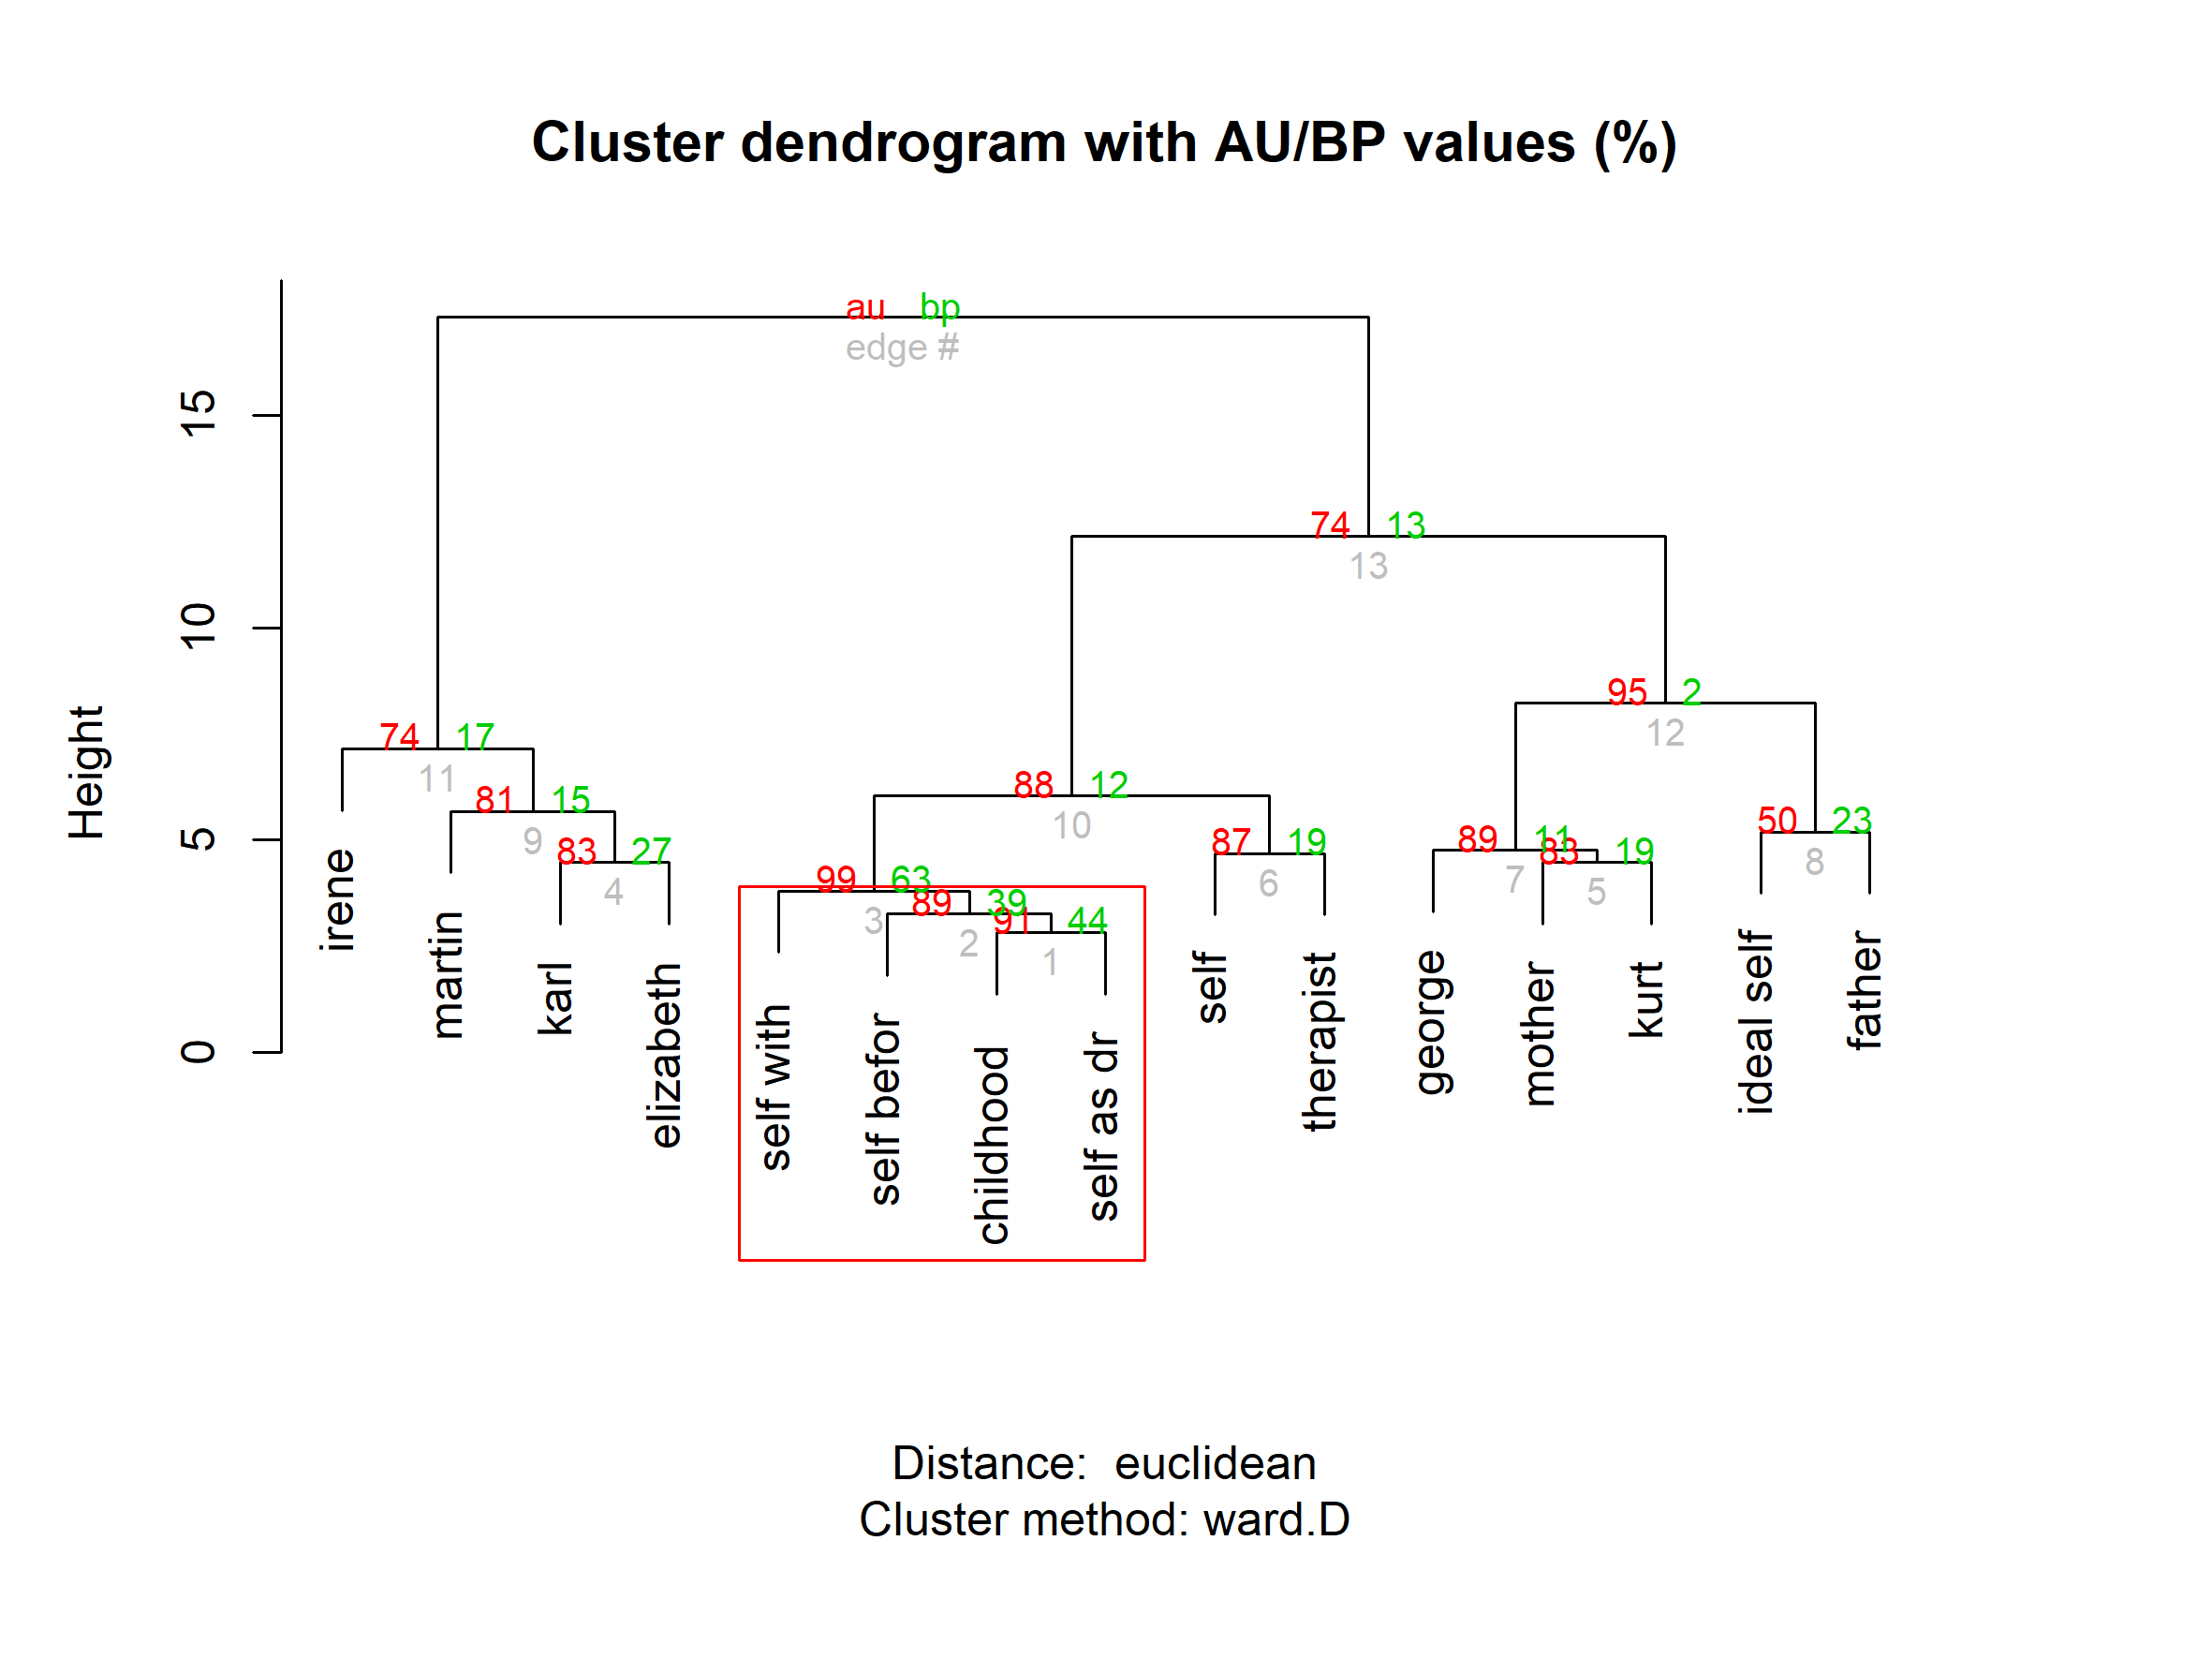 Cluster dendrogram with AU/BP values (%)
au bp
edge #
15
74 13
13
10
95 2
12
Height
74 17
11
88 12
10
81 15
9
50 23
8
5
83 27
4
87 19
6
89 11
7
83 19
5
99 63
3
89 39
2
91 44
1
0
irene
martin
karl
elizabeth
self with
self befor
childhood
self as dr
self
therapist
george
mother
kurt
ideal self
father
Distance: euclidean
Cluster method: ward.D